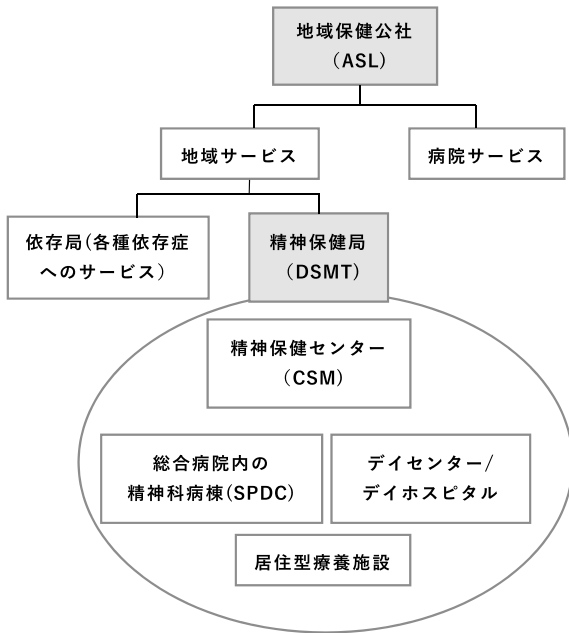 地域保健公社
（ASL）
地域サービス
病院サービス
依存局(各種依存症
へのサービス）
精神保健局
（DSMT）
精神保健センター
（CSM）
総合病院内の
精神科病棟(SPDC)
デイセンター/
デイホスピタル
居住型療養施設